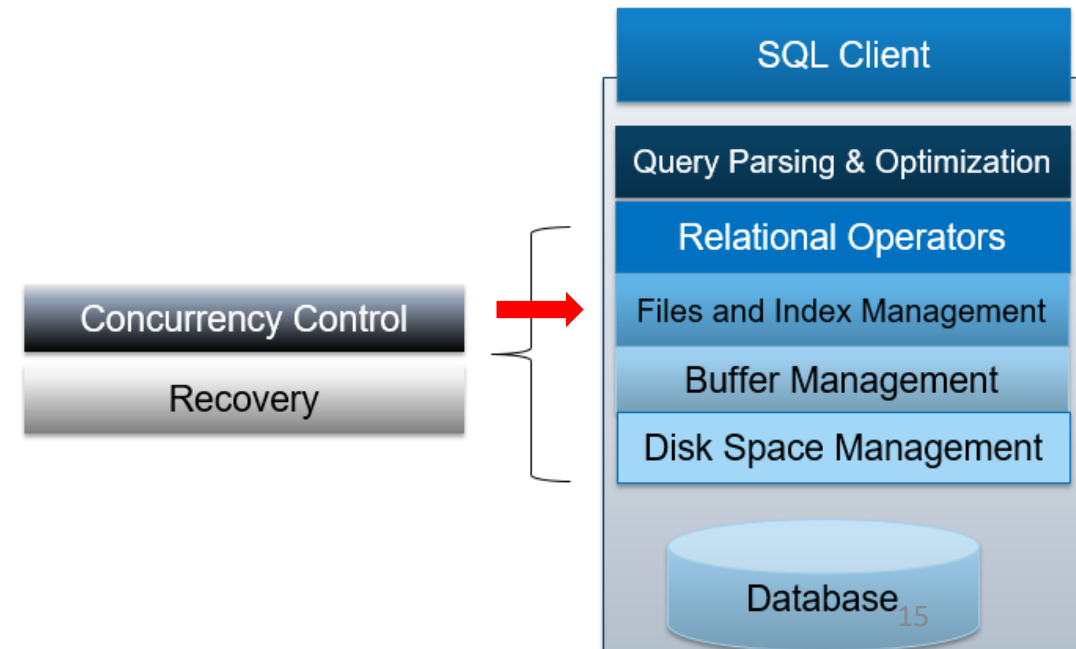 SQL Client
Query Parsing & Optimization
Relational Operators
Files and Index Management
Buffer Management
Disk Space Management
Database
15
Concurrency Control
Recovery